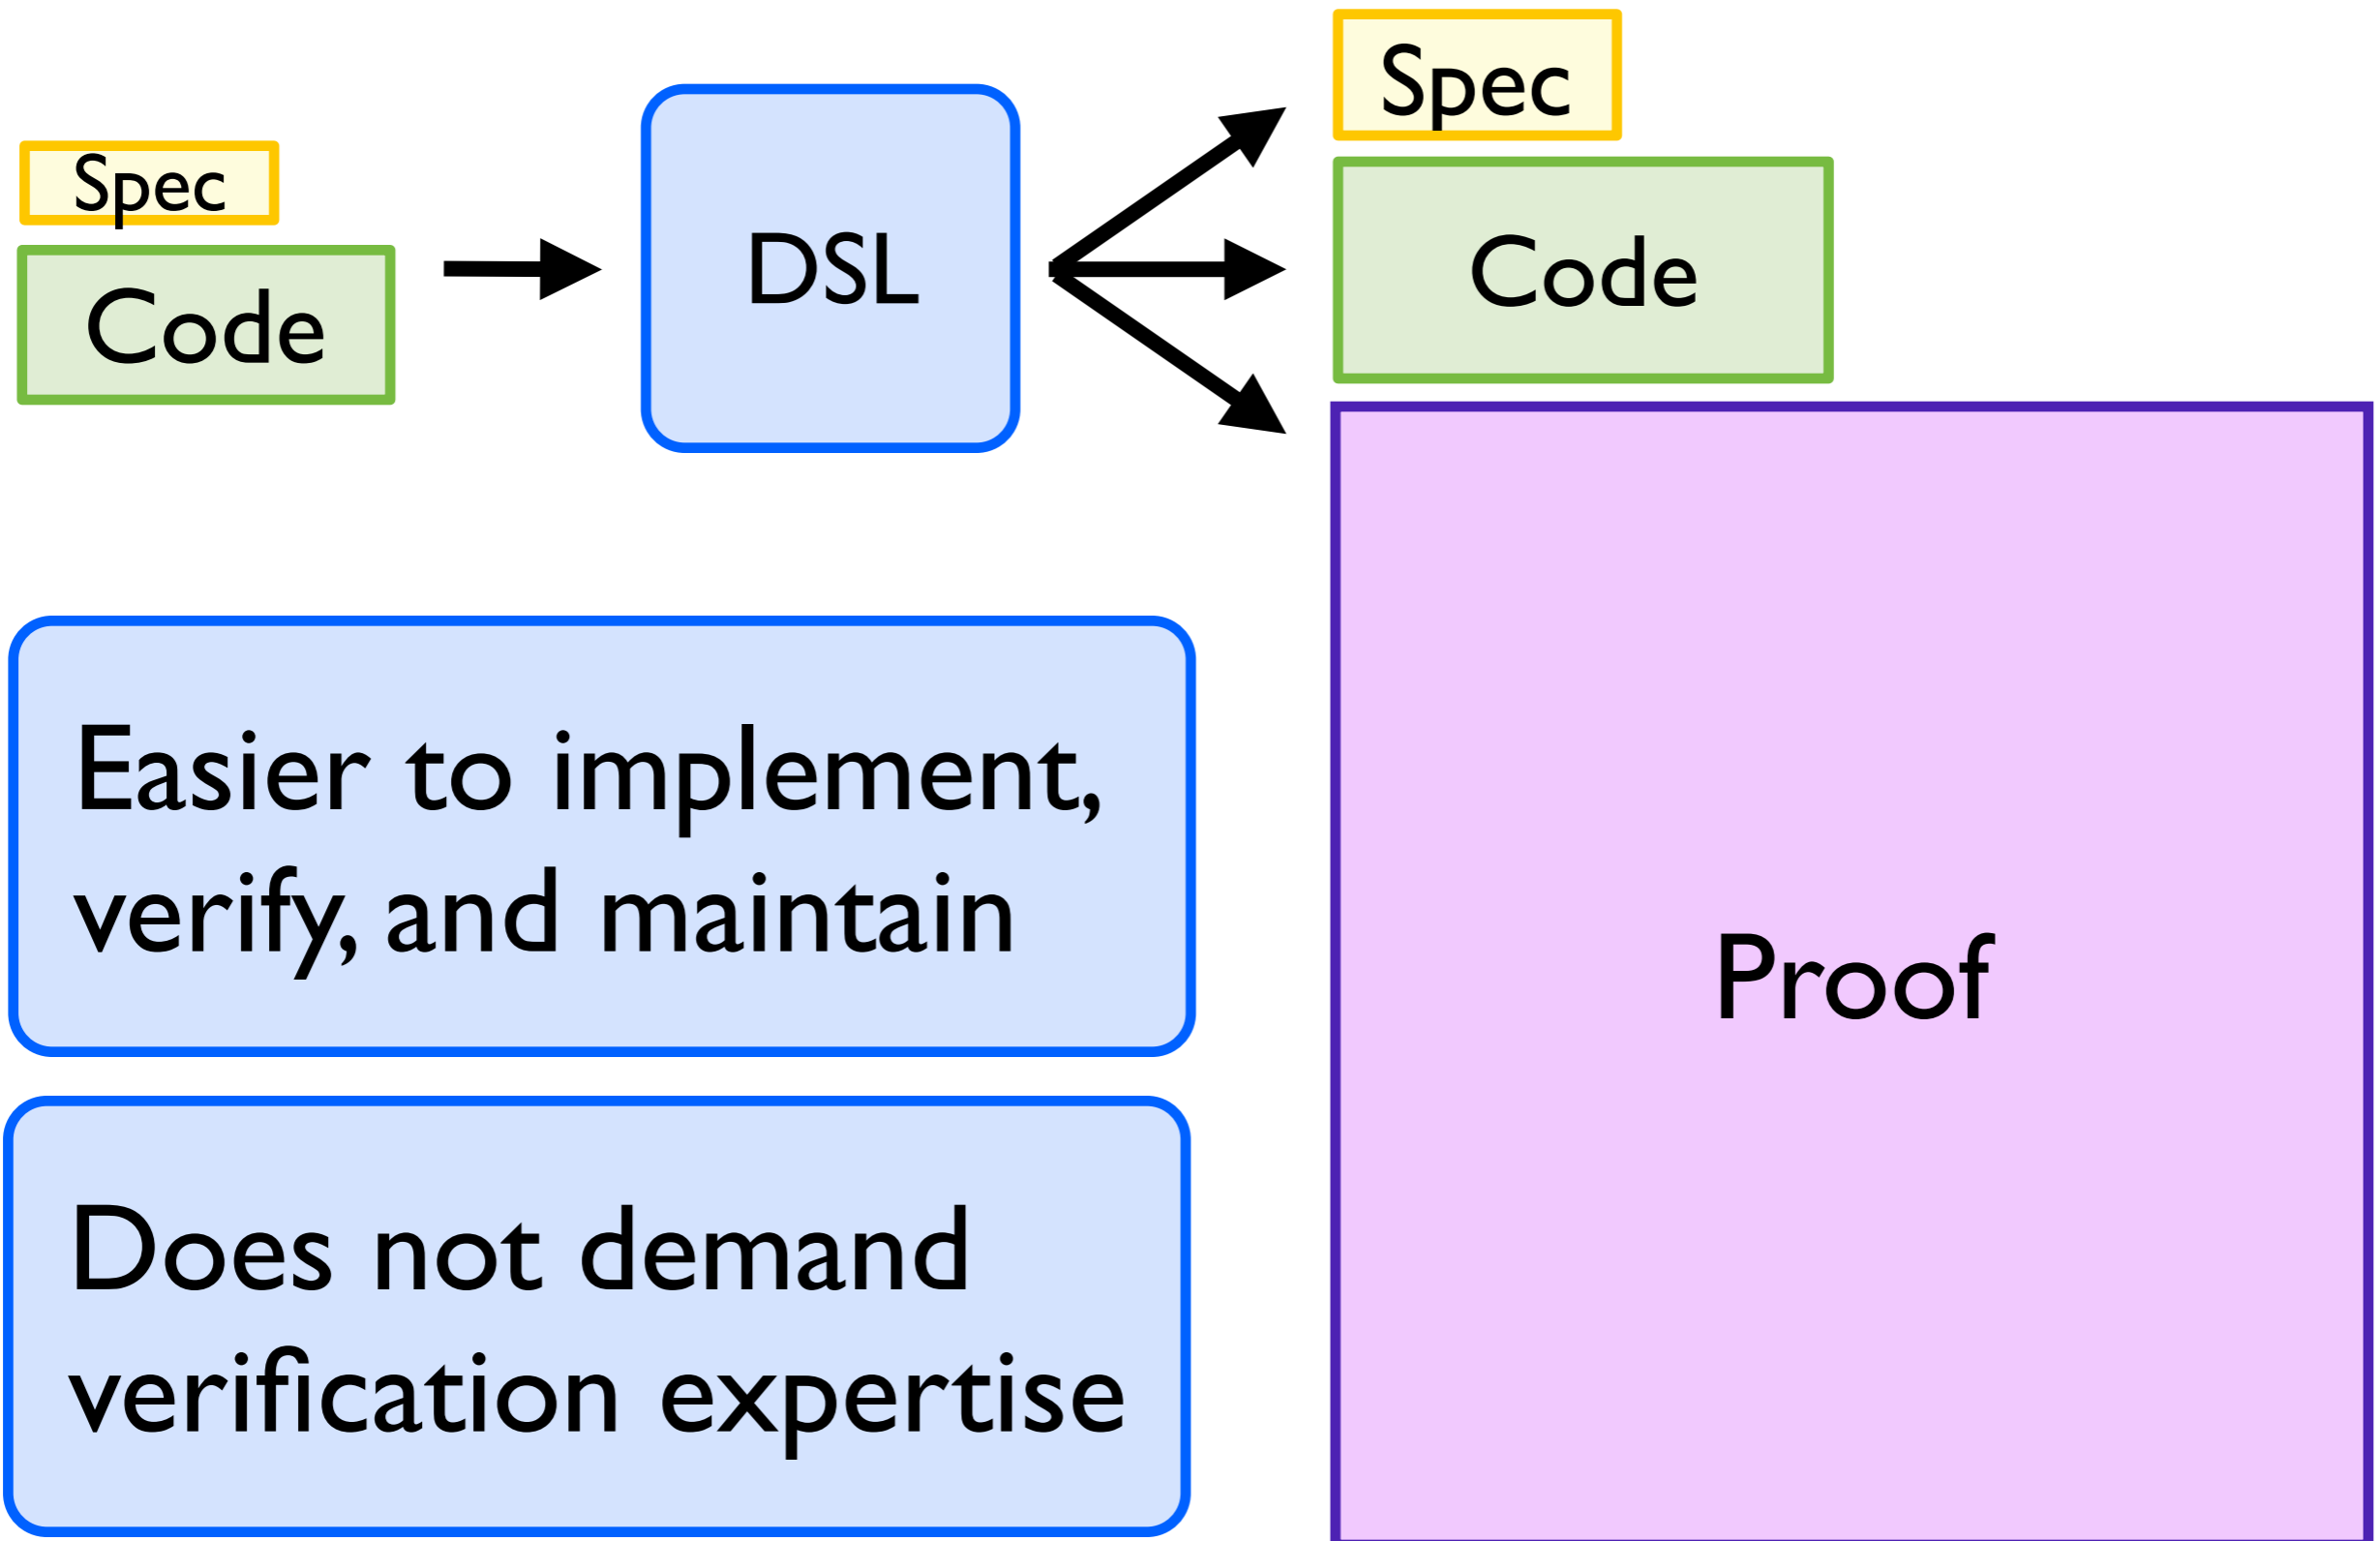 Spec
Code
DSL
Spec
Code
Proof
Easier to implement,
verify, and maintain
Does not demand
verification expertise